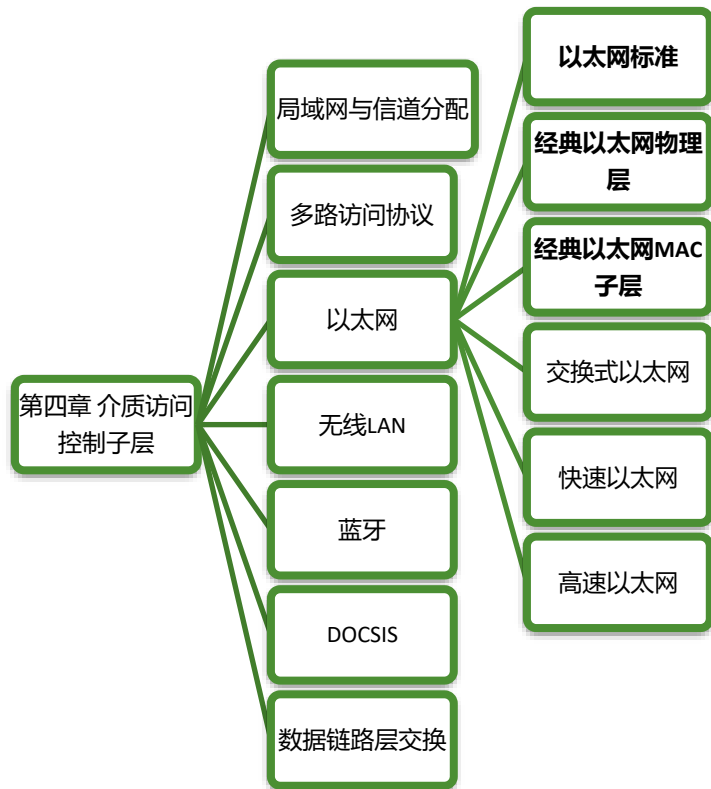 第四章 介质访问
控制子层
局域网与信道分配
多路访问协议
以太网
无线LAN
蓝牙
DOCSIS
数据链路层交换
以太网标准
经典以太网物理
层
经典以太网MAC
子层
交换式以太网
快速以太网
高速以太网